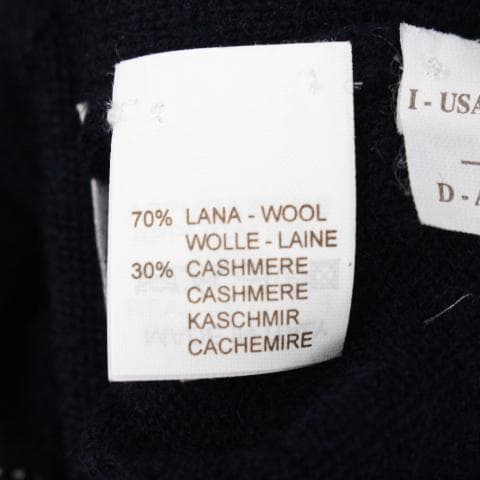 70% LANA - WOOL
WOLLE - LAINE
30% CASHMERE
CASHMERE
KASCHMIR
CACHEMIRE
I - USA
D - A